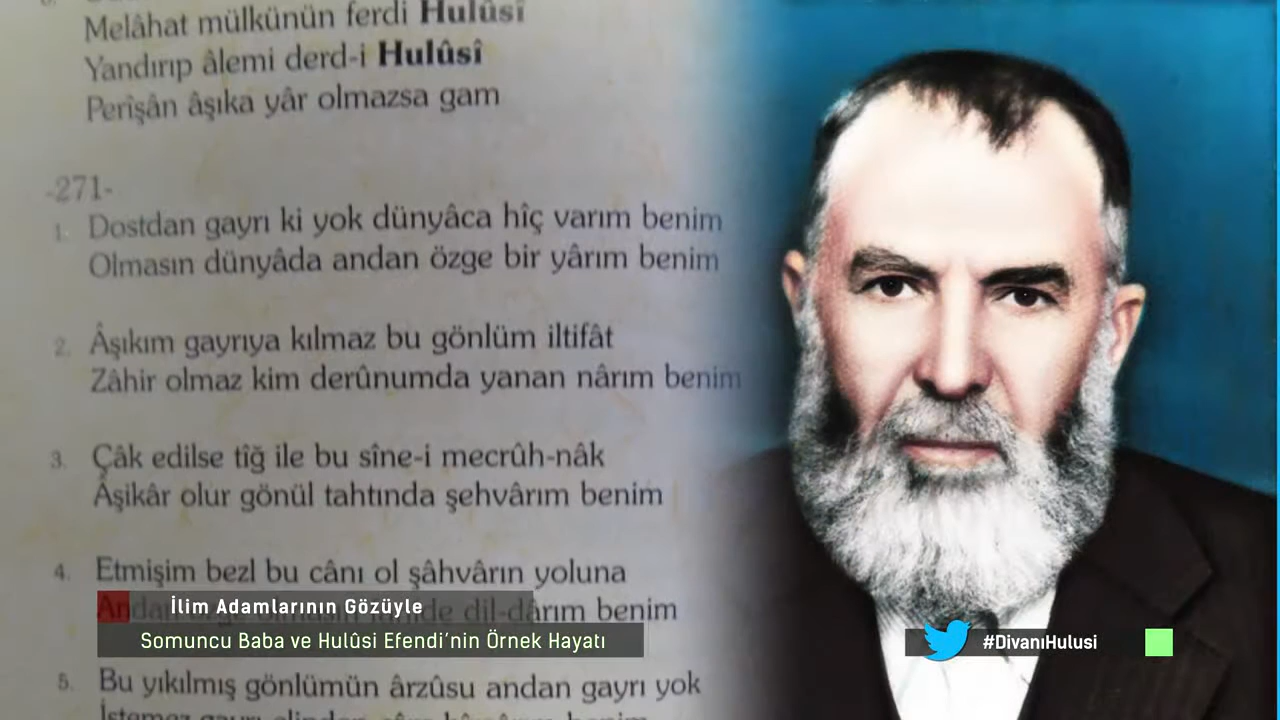 Melâhat mülkünün ferdi Hulûsî
Yandırıp âlemi derd-i Hulûsî
Perîşân âşıka yâr olmazsa gam
-271-
1. Dostdan gayrı ki yok dünyâca hîç varım benim
Olmasın dünyâda andan özge bir yârım benim
2. Âşıkım gayrıya kılmaz bu gönlüm iltifât
Zâhir olmaz kim derûnumda yanan nârım benim
3. Çâk edilse tîğ ile bu sîne-i mecrûh-nâk
Âşikâr olur gönül tahtında şehvârım benim
4. Etmişim bezl bu cânı ol şâhvârın yoluna
dil-dârım benim
İlim Adamlarının Gözüyle
Somuncu Baba ve Hulûsi Efendi'nin Örnek Hayatı
#DivanıHulusi
5. Bu yıkılmış gönlümün ârzûsu andan gayrı yok